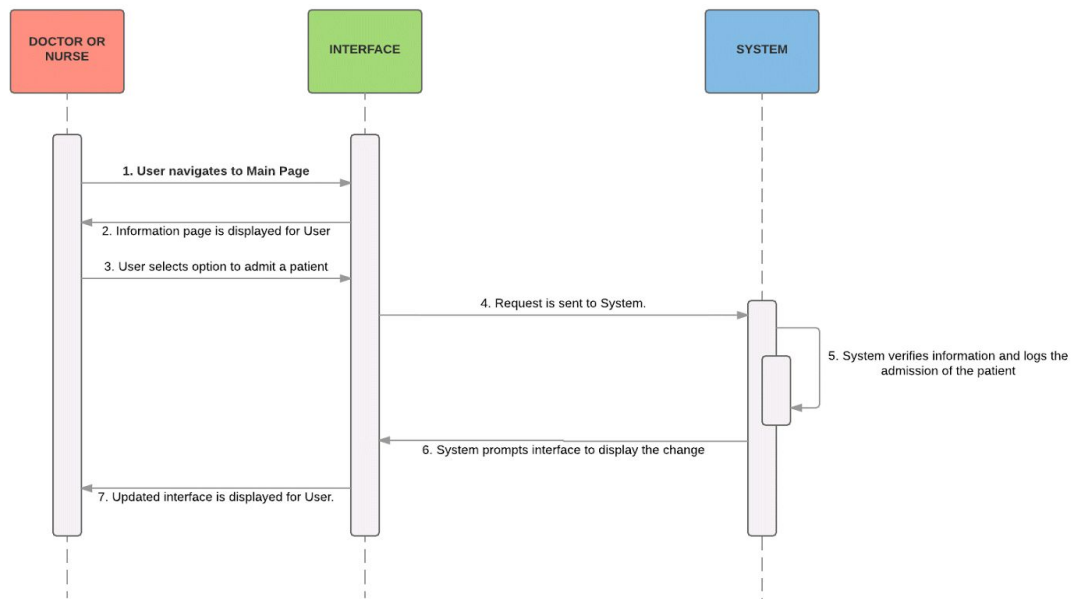 DOCTOR OR
NURSE
INTERFACE
SYSTEM
1. User navigates to Main Page
2. Information page is displayed for User
3. User selects option to admit a patient
4. Request is sent to System.
5. System verifies information and logs the
admission of the patient
6. System prompts interface to display the change
7. Updated interface is displayed for User.